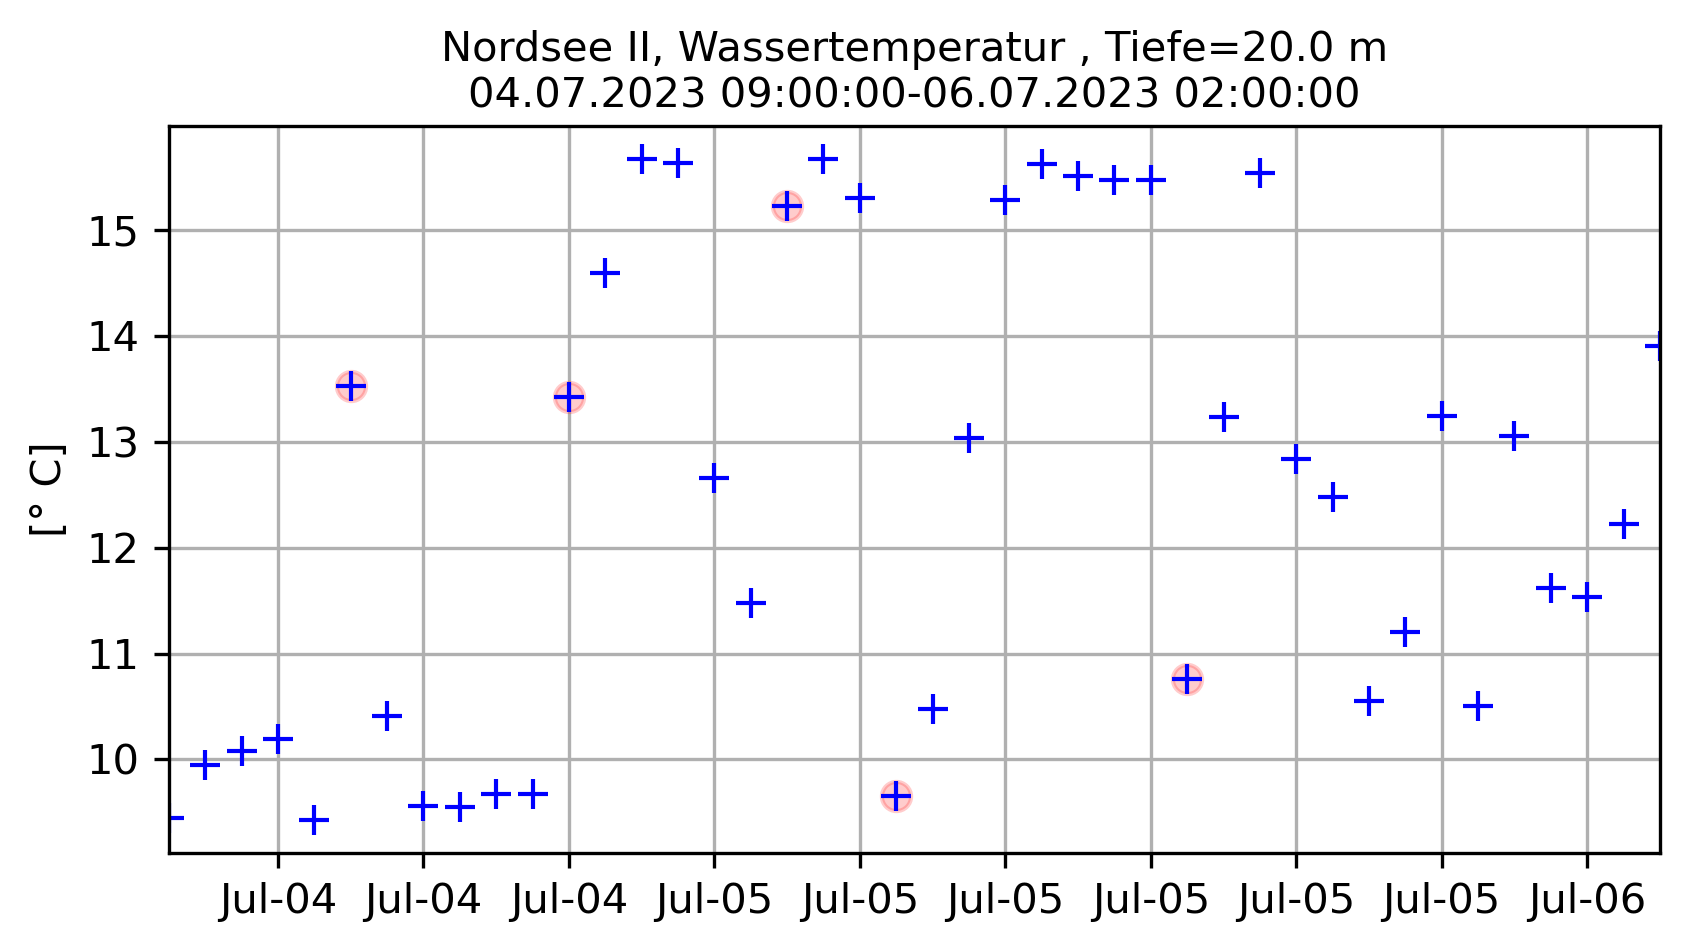 Nordsee II, Wassertemperatur , Tiefe=20.0 m
04.07.2023 09:00:00-06.07.2023 02:00:00
[° C]
15
14
13
12
11
10
Jul-04 Jul-04 Jul-04 Jul-05 Jul-05 Jul-05 Jul-05 Jul-05 Jul-05 Jul-06